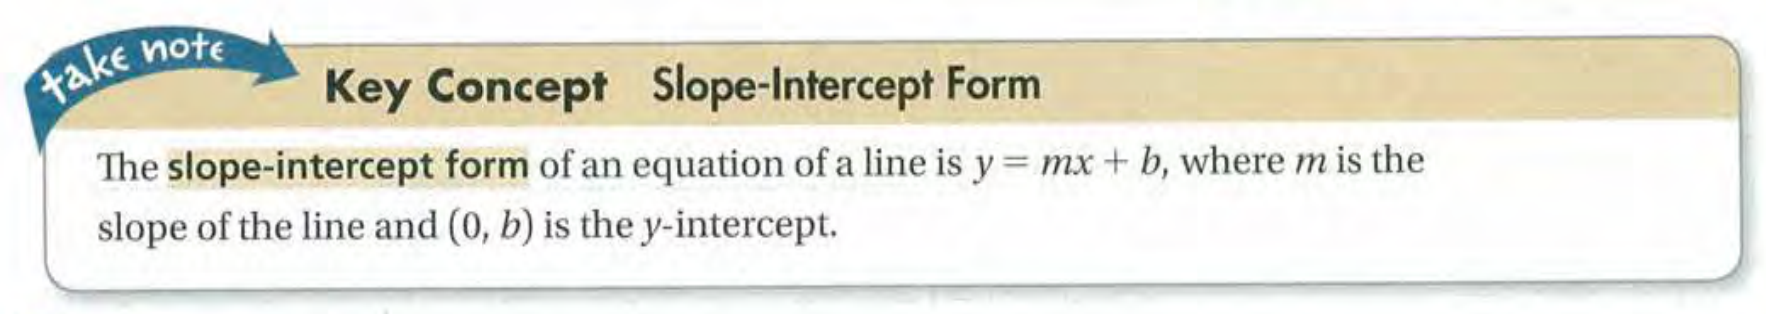 take note
Key Concept Slope-Intercept Form
The slope-intercept form of an equation of a line is y = mx + b, where m is the
slope of the line and (0, b) is the y-intercept.